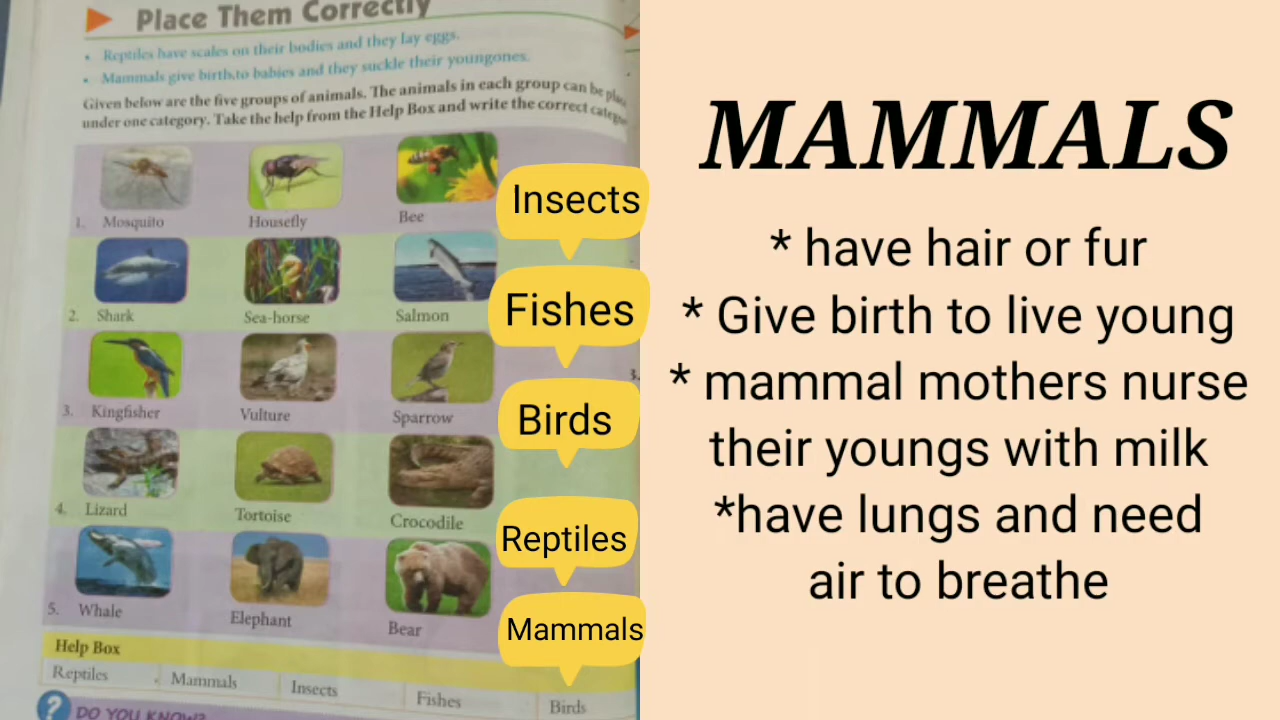 Place Them Correctly
• Reptiles have scales on their bodies and they lay eggs.
• Mammals give birth to babies and they suckle their youngones.
Given below are the five groups of animals. The animals in each group can be
under one category. Take the help from the Help Box and write the correct
1. Mosquito Housefly Bee
Insects
2. Shark Sea-horse Salmon
Fishes
3. Kingfisher Vulture Sparrow
Birds
4. Lizard Tortoise Crocodile
Reptiles
5. Whale Elephant Bear
Mammals
Help Box
Reptiles Mammals Insects Fishes Birds
? DO YOU KNOW?
3.
MAMMALS
* have hair or fur
* Give birth to live young
* mammal mothers nurse
their youngs with milk
*have lungs and need
air to breathe